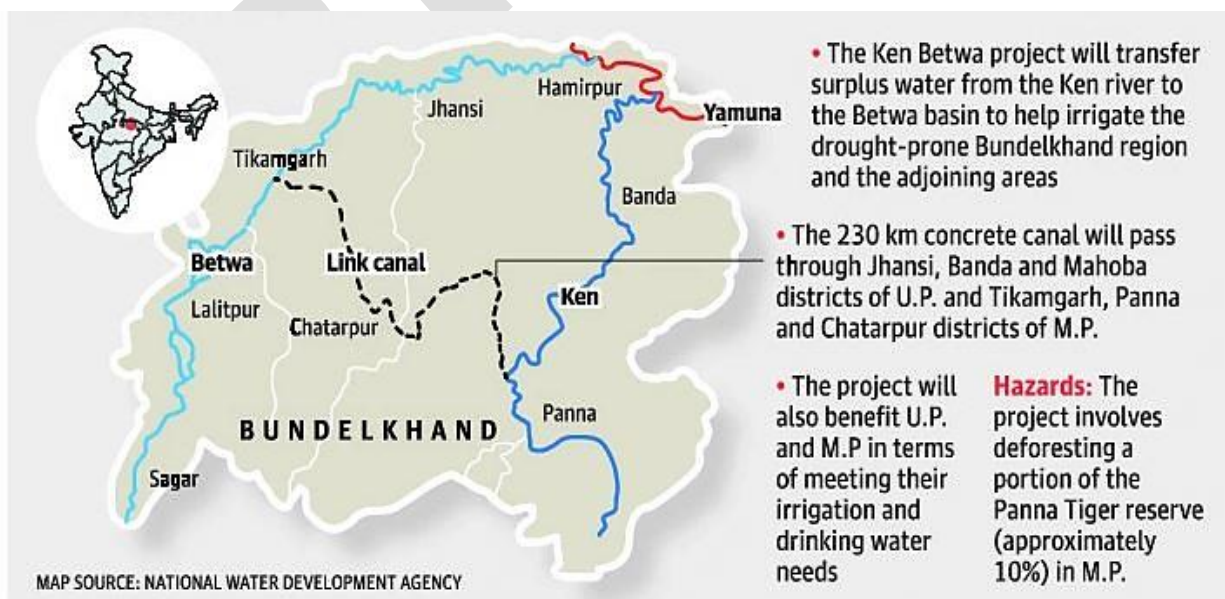 Hamirpur
Jhansi
Yamuna
Tikamgarh
Banda
Betwa
Link canal
Ken
Lalitpur
Chatarpur
Panna
BUNDELKHAND
Sagar
MAP SOURCE: NATIONAL WATER DEVELOPMENT AGENCY
• The Ken Betwa project will transfer
surplus water from the Ken river to
the Betwa basin to help irrigate the
drought-prone Bundelkhand region
and the adjoining areas
• The 230 km concrete canal will pass
through Jhansi, Banda and Mahoba
districts of U.P. and Tikamgarh, Panna
and Chatarpur districts of M.P.
• The project will
also benefit U.P.
and M.P in terms
of meeting their
irrigation and
drinking water
needs
Hazards: The
project involves
deforesting a
portion of the
Panna Tiger reserve
(approximately
10%) in M.P.